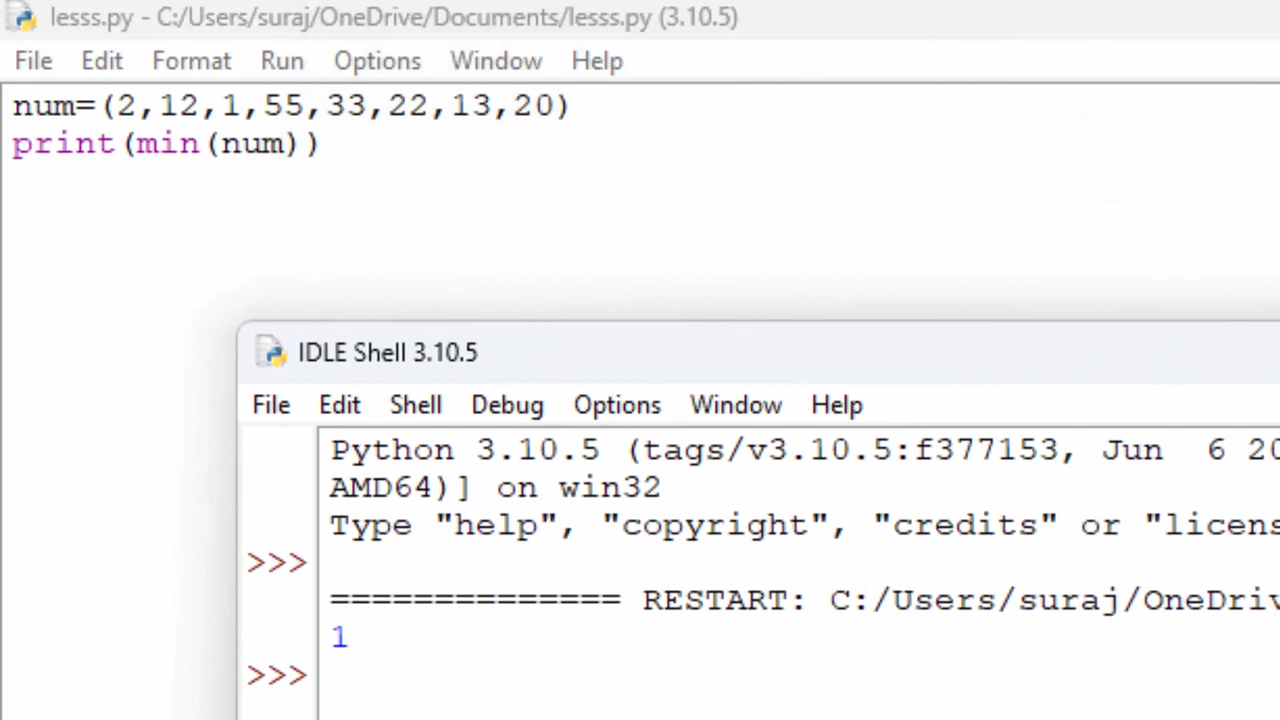 lesss.py - C:/Users/suraj/OneDrive/Documents/lesss.py (3.10.5)
File Edit Format Run Options Window Help
num=(2,12,1,55,33,22,13,20)
print(min(num))
IDLE Shell 3.10.5
File Edit Shell Debug Options Window Help
Python 3.10.5 (tags/v3.10.5:f377153, Jun  6 20
AMD64)] on win32
Type "help", "copyright", "credits" or "licens
>>>
============== RESTART: C:/Users/suraj/OneDriv
1
>>>